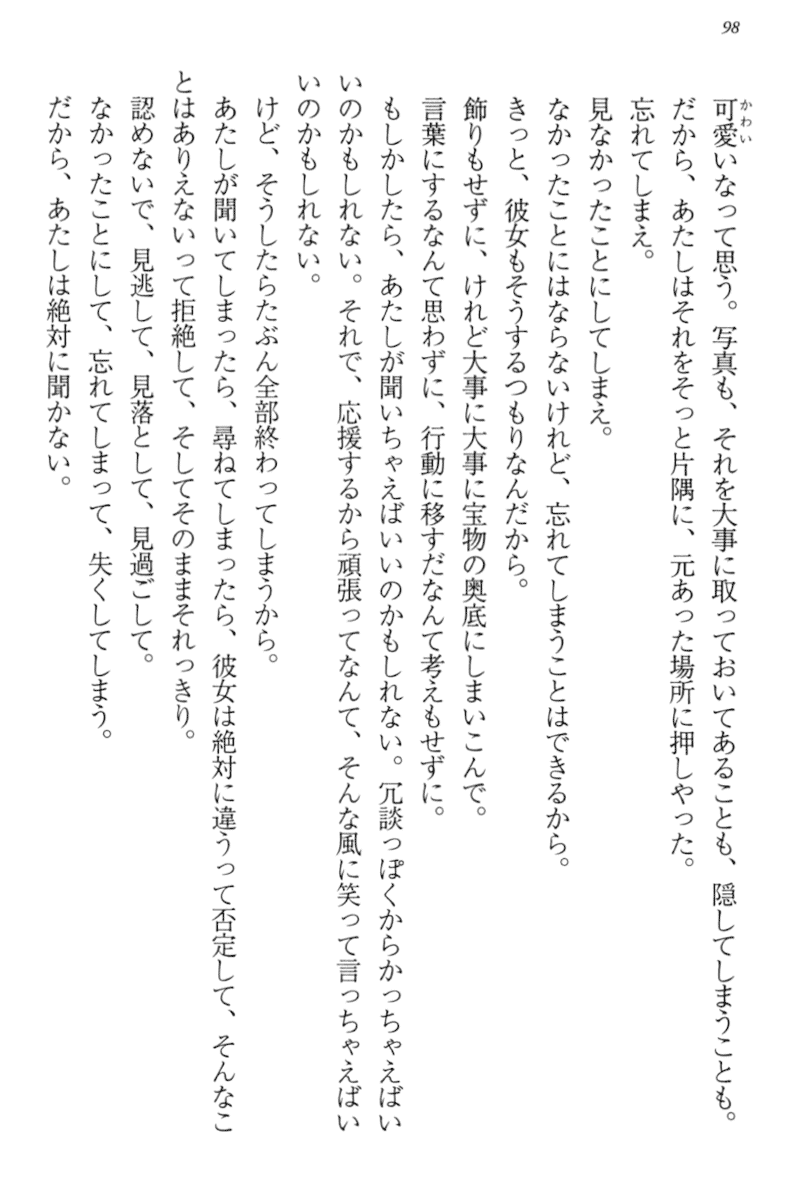 98
可愛いなって思う。写真も、それを大事に取っておいてあることも、隠してしまうことも。
かわい
だから、あたしはそれをそっと片隅に、元あった場所に押しやった。
忘れてしまえ。
見なかったことにしてしまえ。
なかったことにはならないけれど、忘れてしまうことはできるから。
きっと、彼女もそうするつもりなんだから。
飾りもせずに、けれど大事に大事に宝物の奥底にしまいこんで。
言葉にするなんて思わずに、行動に移すだなんて考えもせずに。
もしかしたら、あたしが聞いちゃえばいいのかもしれない。冗談っぽくからかっちゃえばい
いのかもしれない。それで、応援するから頑張ってなんて、そんな風に笑って言っちゃえばい
いのかもしれない。
けど、そうしたらたぶん全部終わってしまうから。
あたしが聞いてしまったら、尋ねてしまったら、彼女は絶対に違うって否定して、そんなこ
とはありえないって拒絶して、そしてそのままそれっきり。
認めないで、見逃して、見落として、見過ごして。
なかったことにして、忘れてしまって、失くしてしまう。
だから、あたしは絶対に聞かない。